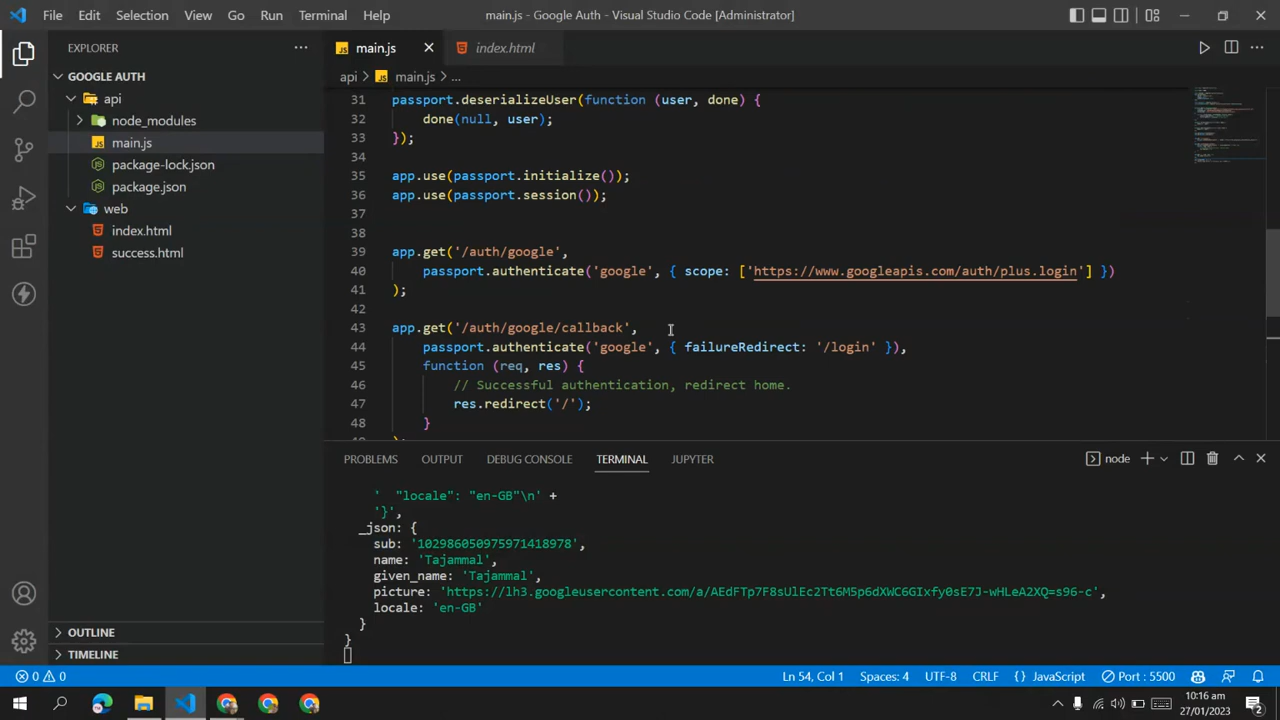 File Edit Selection View Go Run Terminal Help main.js - Google Auth - Visual Studio Code [Administrator]
EXPLORER
GOOGLE AUTH
api
node_modules
main.js
package-lock.json
package.json
web
index.html
success.html
OUTLINE
TIMELINE
main.js index.html
api > main.js > ...
31 passport.deserializeUser(function (user, done) {
32 done(null, user);
33 });
34
35 app.use(passport.initialize());
36 app.use(passport.session());
37
38
39 app.get('/auth/google',
40 passport.authenticate('google', { scope: ['https://www.googleapis.com/auth/plus.login'] })
41 );
42
43 app.get('/auth/google/callback',
44 passport.authenticate('google', { failureRedirect: '/login' }),
45 function (req, res) {
46 // Successful authentication, redirect home.
47 res.redirect('/');
48 }
PROBLEMS OUTPUT DEBUG CONSOLE TERMINAL JUPYTER node
' "locale": "en-GB"\n' +
'}',
_json: {
sub: '102986050975971418978',
name: 'Tajammal',
given_name: 'Tajammal',
picture: 'https://lh3.googleusercontent.com/a/AEdFTp7F8sUlEc2Tt6M5p6dXWC6GIxfy0sE7J-wHLeA2XQ=s96-c',
locale: 'en-GB'
}
}
0 0 Ln 54, Col 1 Spaces: 4 UTF-8 CRLF {} JavaScript Port : 5500
10:16 am
27/01/2023
2